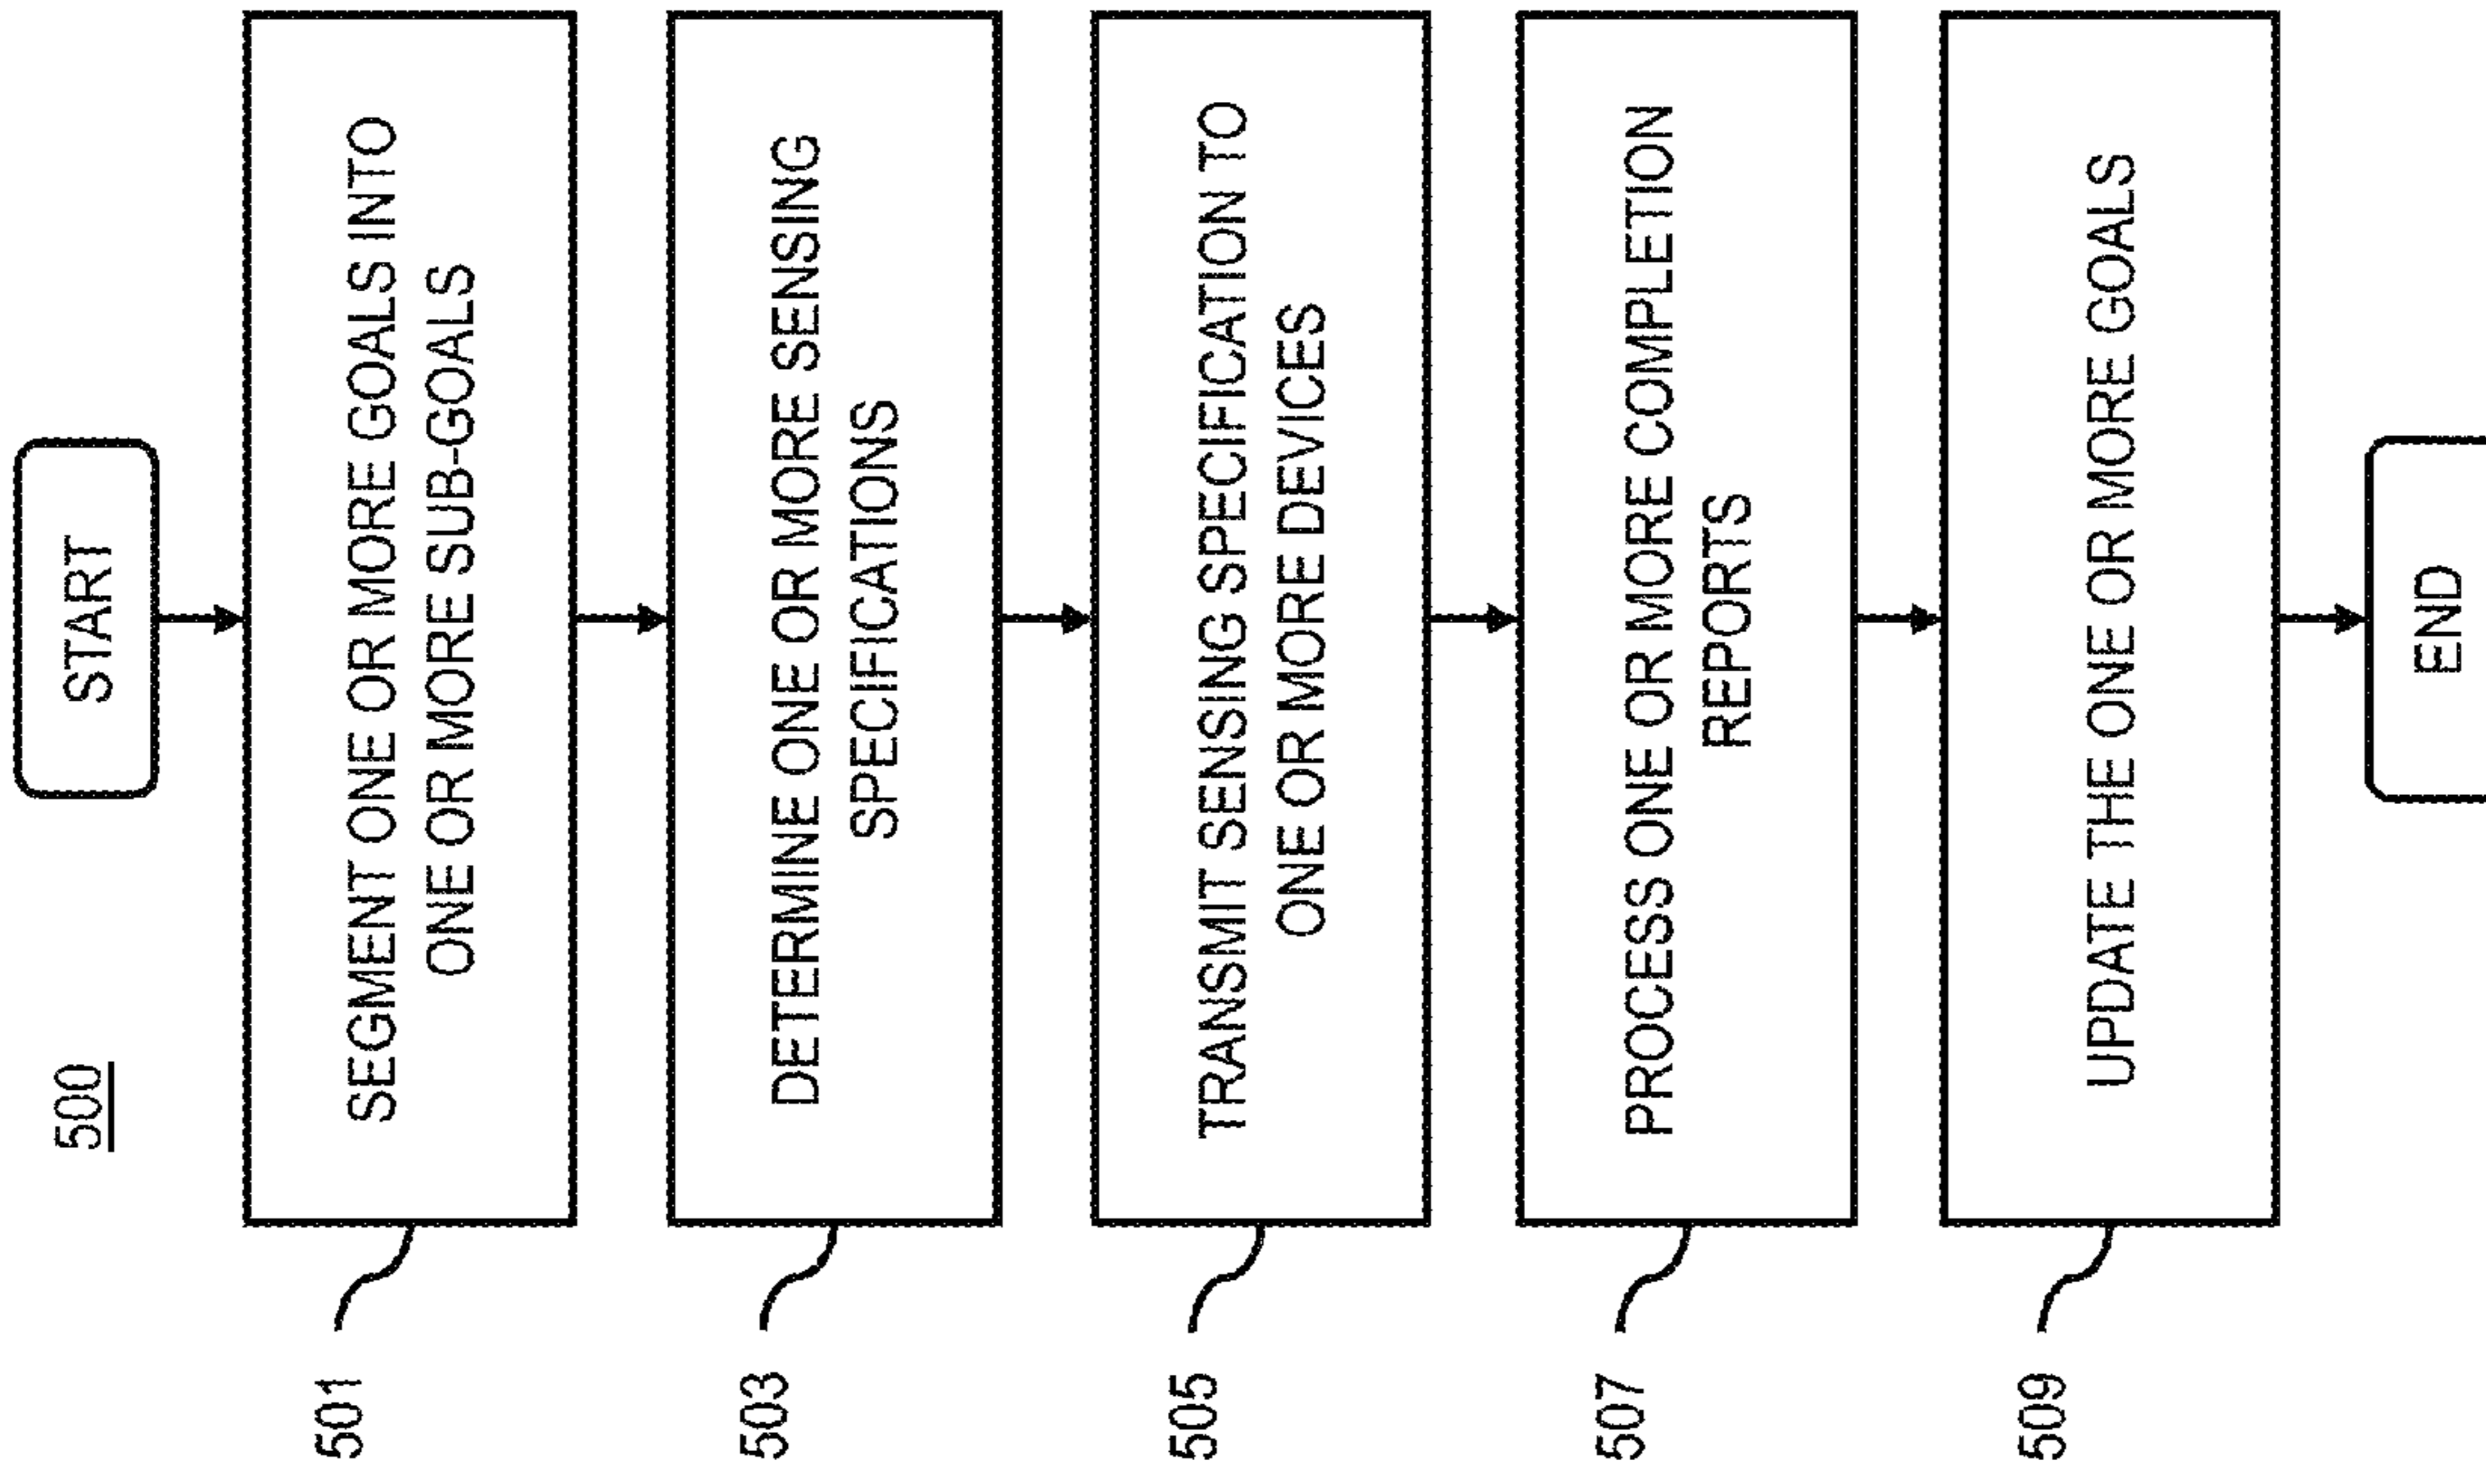 500
START
501
SEGMENT ONE OR MORE GOALS INTO
ONE OR MORE SUB-GOALS
503
DETERMINE ONE OR MORE SENSING
SPECIFICATIONS
505
TRANSMIT SENSING SPECIFICATION TO
ONE OR MORE DEVICES
507
PROCESS ONE OR MORE COMPLETION
REPORTS
509
UPDATE THE ONE OR MORE GOALS
END